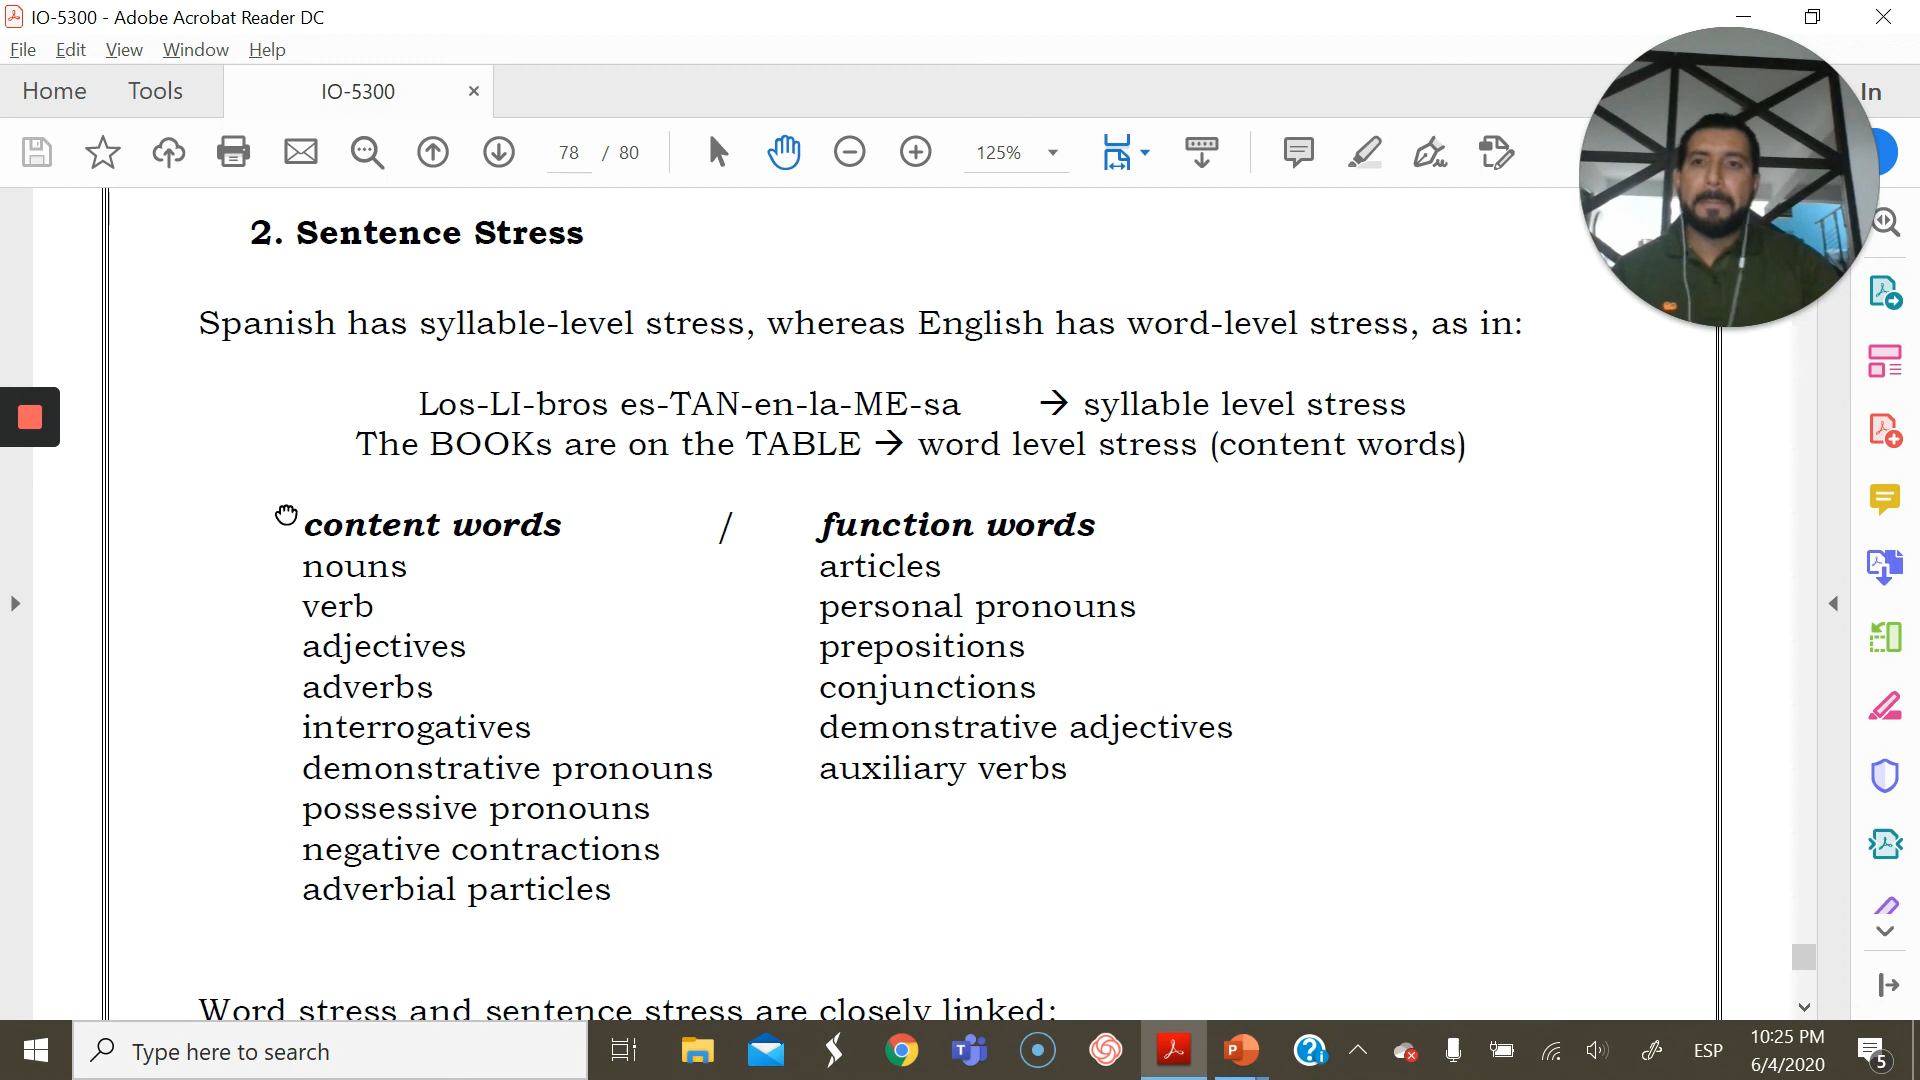 IO-5300 - Adobe Acrobat Reader DC
File Edit View Window Help
Home Tools IO-5300 In
78 / 80 125%
2. Sentence Stress
Spanish has syllable-level stress, whereas English has word-level stress, as in:
Los-LI-bros es-TAN-en-la-ME-sa → syllable level stress
The BOOKs are on the TABLE → word level stress (content words)
content words / function words
nouns articles
verb personal pronouns
adjectives prepositions
adverbs conjunctions
interrogatives demonstrative adjectives
demonstrative pronouns auxiliary verbs
possessive pronouns
negative contractions
adverbial particles
Word stress and sentence stress are closely linked:
Type here to search
ESP
10:25 PM
6/4/2020
5